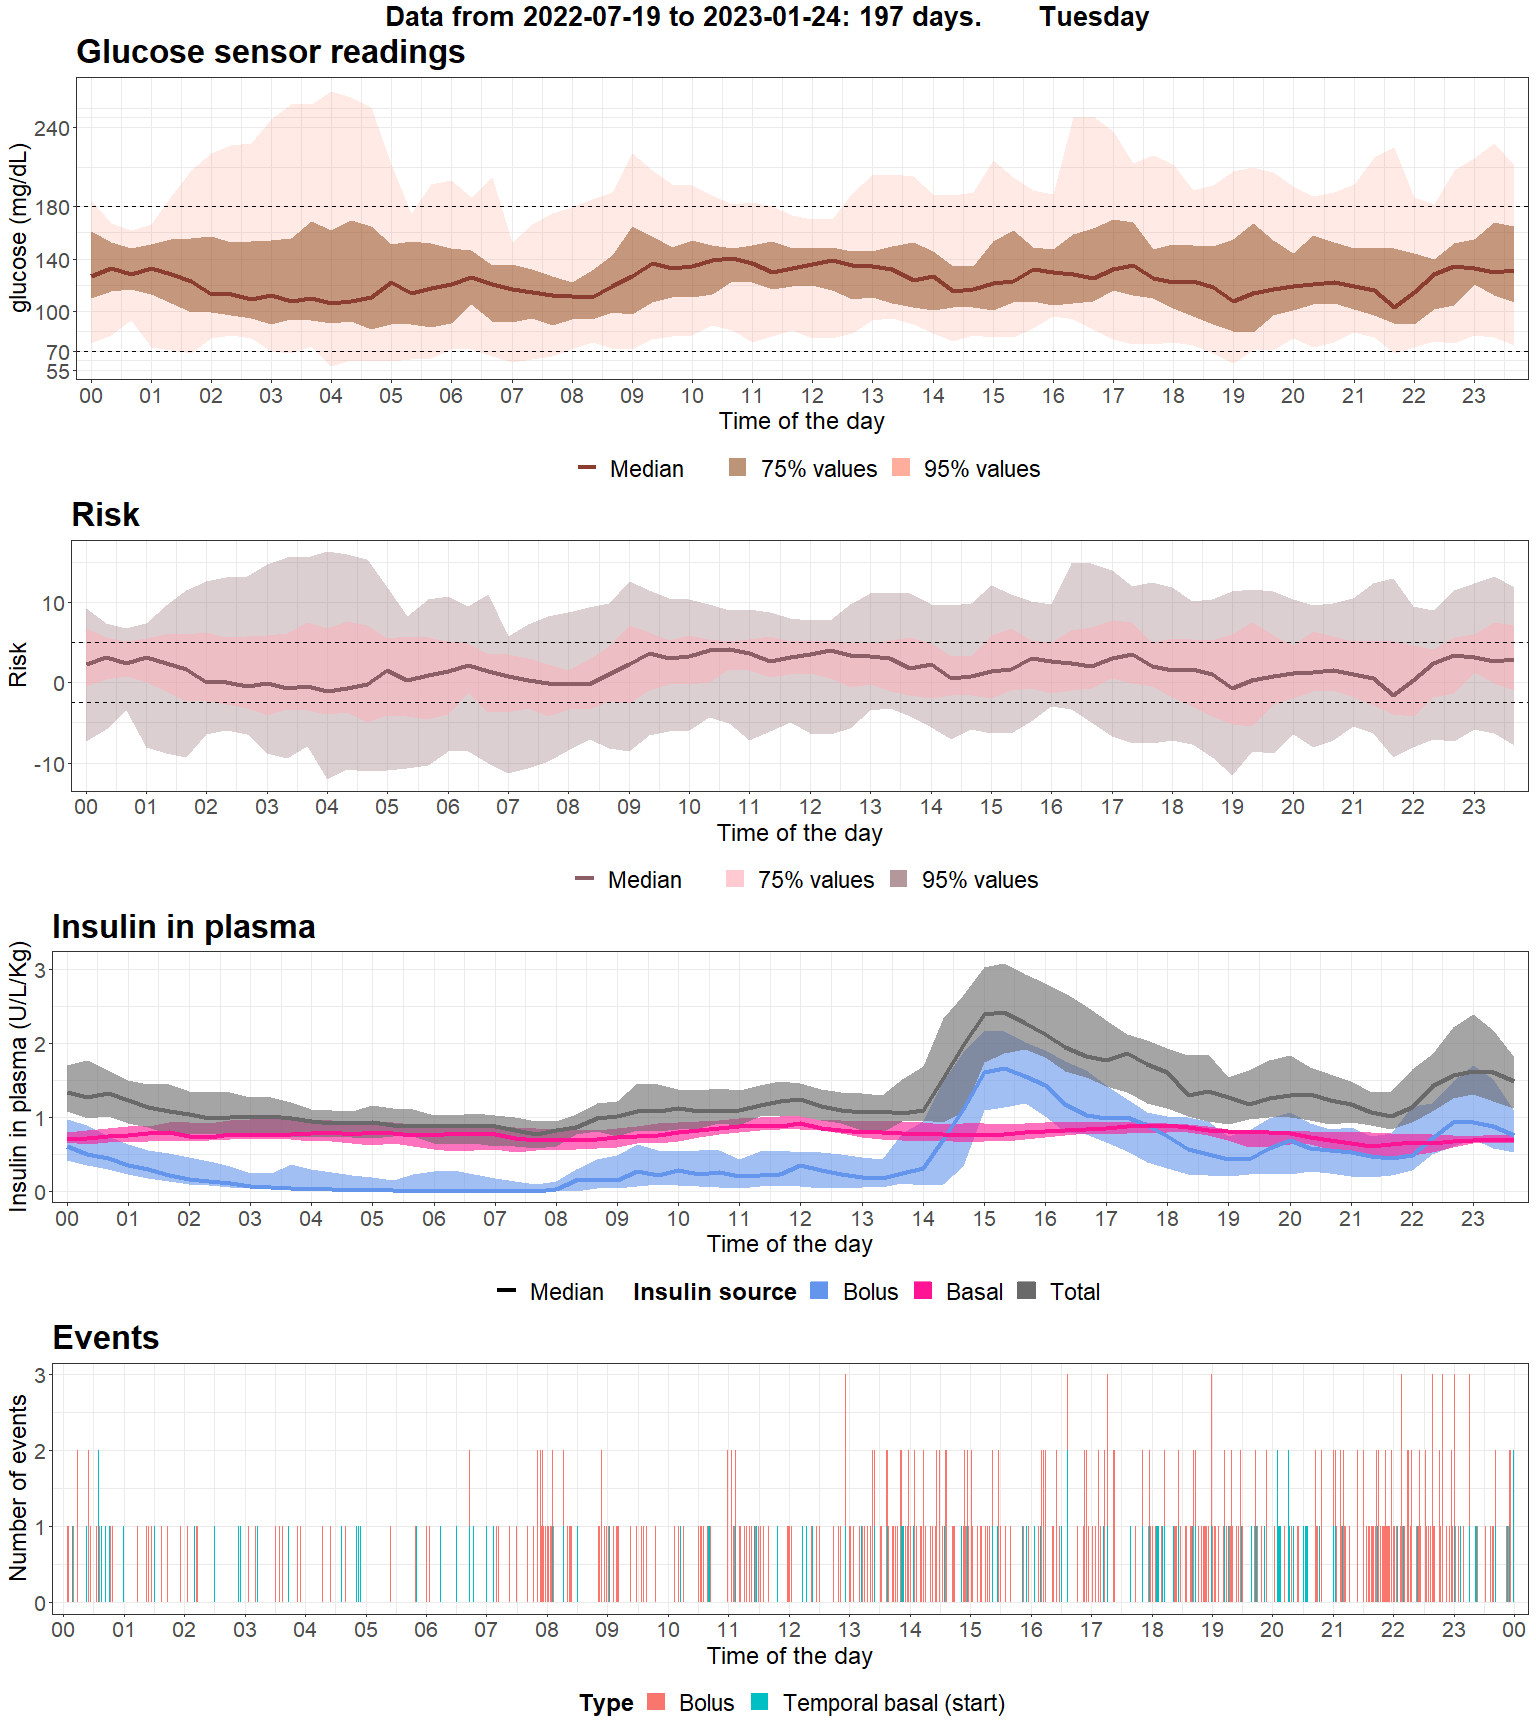 Data from 2022-07-19 to 2023-01-24: 197 days. Tuesday
Glucose sensor readings
glucose (mg/dL)
240
180
140
100
70
55
00 01 02 03 04 05 06 07 08 09 10 11 12 13 14 15 16 17 18 19 20 21 22 23
Time of the day
Median 75% values 95% values
Risk
Risk
10
0
-10
00 01 02 03 04 05 06 07 08 09 10 11 12 13 14 15 16 17 18 19 20 21 22 23
Time of the day
Median 75% values 95% values
Insulin in plasma
Insulin in plasma (U/L/Kg)
3
2
1
0
00 01 02 03 04 05 06 07 08 09 10 11 12 13 14 15 16 17 18 19 20 21 22 23
Time of the day
Median Insulin source Bolus Basal Total
Events
Number of events
3
2
1
0
00 01 02 03 04 05 06 07 08 09 10 11 12 13 14 15 16 17 18 19 20 21 22 23 00
Time of the day
Type Bolus Temporal basal (start)